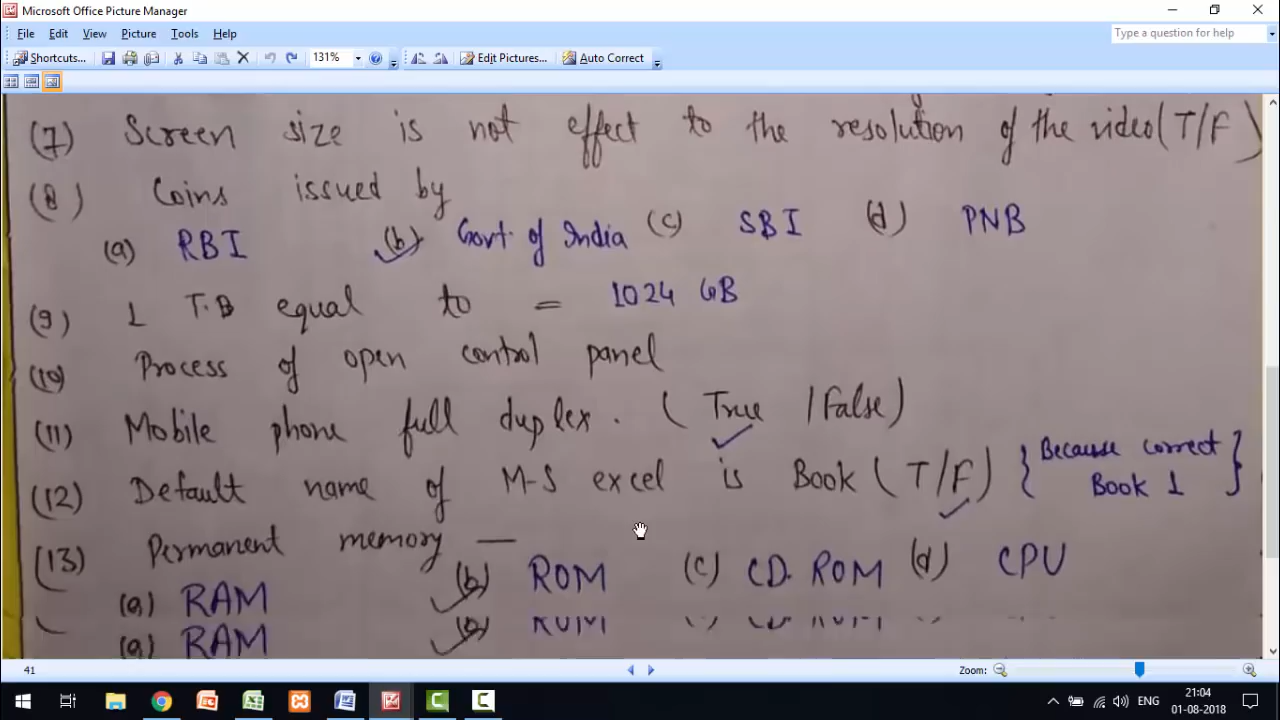 Microsoft Office Picture Manager
File Edit View Picture Tools Help
Type a question for help
Shortcuts... 131% Edit Pictures... Auto Correct
(7) Screen size is not effect to the resolution of the video (T/F)
(8) Coins issued by
(a) RBI (b) Govt. of India (c) SBI (d) PNB
(9) 1 T.B equal to = 1024 GB
(10) Process of open control panel
(11) Mobile phone full duplex. (True / False)
(12) Default name of M-S excel is Book (T/F) {Because correct
Book 1}
(13) Permanent memory —
(a) RAM (b) ROM (c) CD. ROM (d) CPU
(a) RAM
41 Zoom:
ENG 21:04
01-08-2018